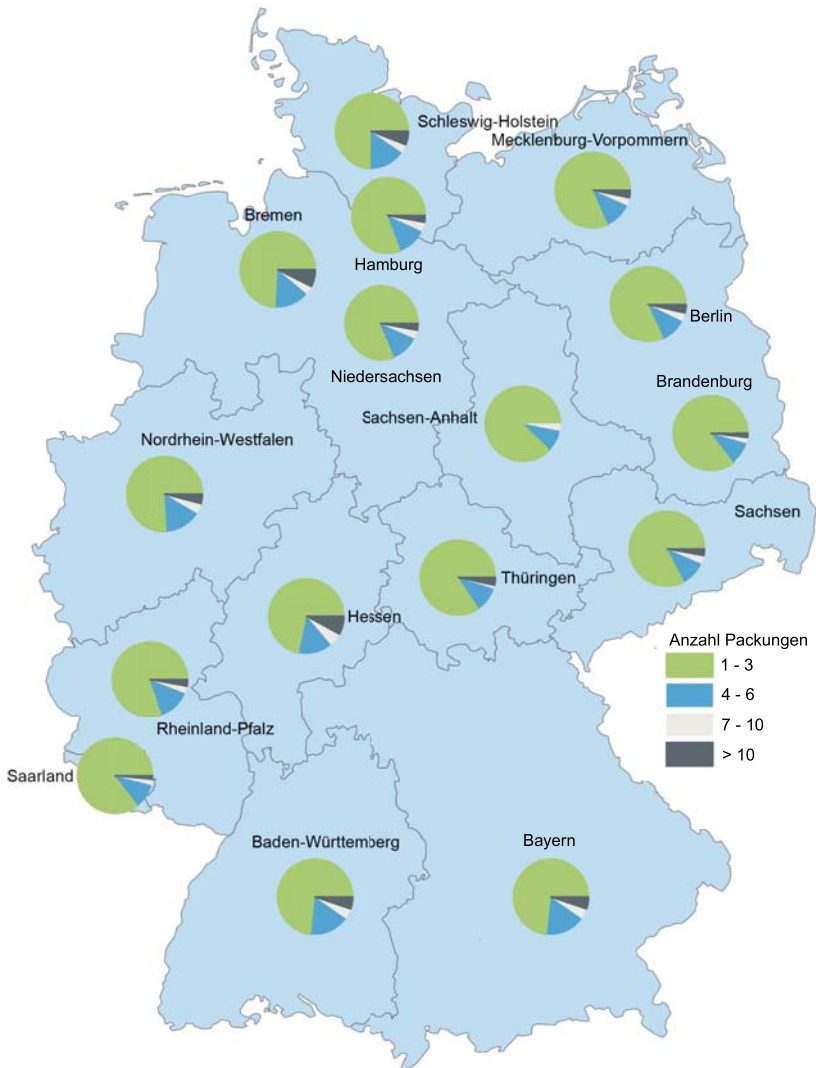 Schleswig-Holstein
Mecklenburg-Vorpommern
Bremen
Hamburg
Berlin
Niedersachsen
Brandenburg
Sachsen-Anhalt
Nordrhein-Westfalen
Sachsen
Thüringen
Hessen
Anzahl Packungen
1 - 3
4 - 6
7 - 10
> 10
Rheinland-Pfalz
Saarland
Baden-Württemberg
Bayern